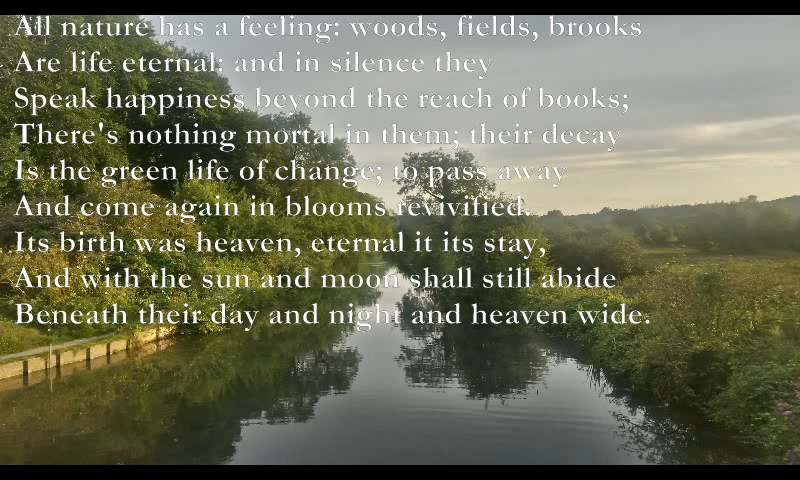 All nature has a feeling: woods, fields, brooks
Are life eternal: and in silence they
Speak happiness beyond the reach of books;
There's nothing mortal in them; their decay
Is the green life of change; to pass away
And come again in blooms revivified.
Its birth was heaven, eternal it its stay,
And with the sun and moon shall still abide
Beneath their day and night and heaven wide.